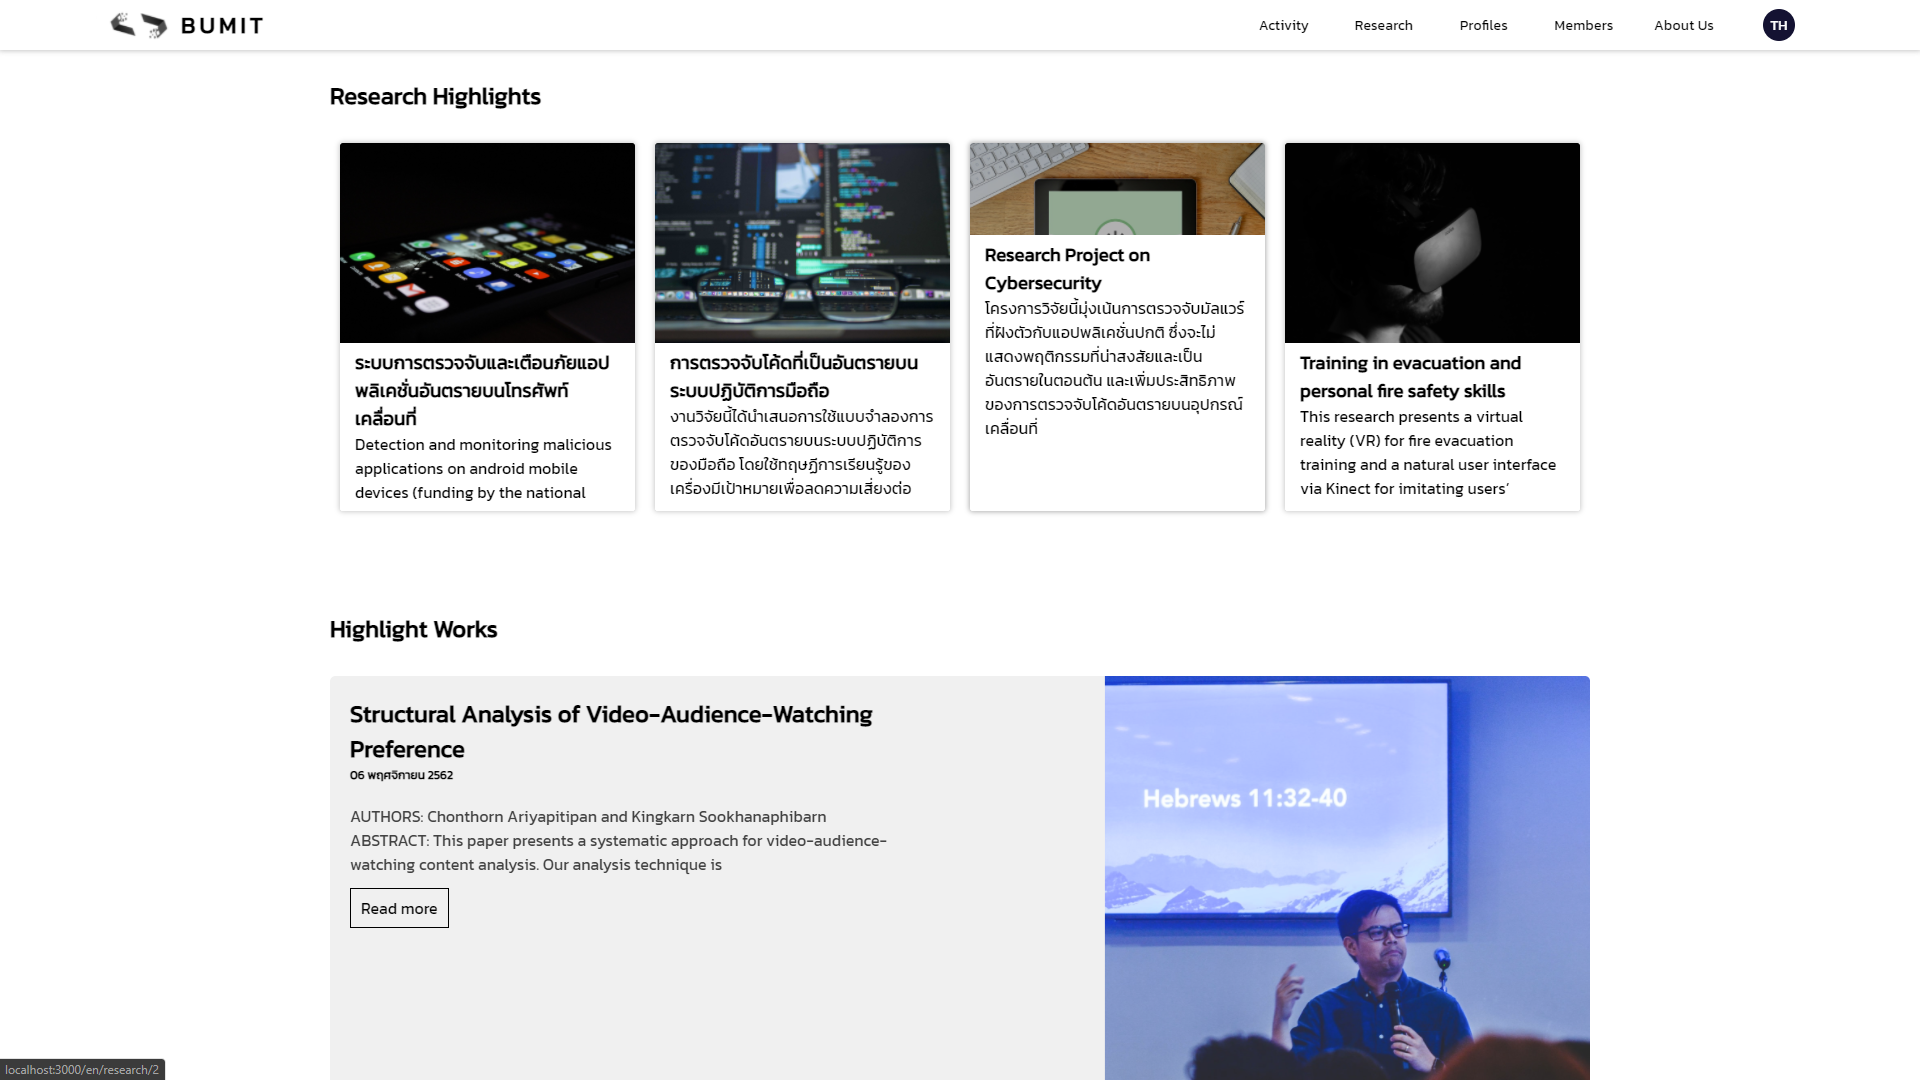 BUMIT
Activity
Research
Profiles
Members
About Us
TH
Research Highlights
ระบบการตรวจจับและเตือนภัยแอป
พลิเคชั่นอันตรายบนโทรศัพท์
เคลื่อนที่
Detection and monitoring malicious
applications on android mobile
devices (funding by the national
การตรวจจับโค้ดที่เป็นอันตรายบน
ระบบปฏิบัติการมือถือ
งานวิจัยนี้ได้นำเสนอการใช้แบบจำลองการ
ตรวจจับโค้ดอันตรายบนระบบปฏิบัติการ
ของมือถือ โดยใช้ทฤษฎีการเรียนรู้ของ
เครื่องมีเป้าหมายเพื่อลดความเสี่ยงต่อ
Research Project on
Cybersecurity
โครงการวิจัยนี้มุ่งเน้นการตรวจจับมัลแวร์
ที่ฝังตัวกับแอปพลิเคชั่นปกติ ซึ่งจะไม่
แสดงพฤติกรรมที่น่าสงสัยและเป็น
อันตรายในตอนต้น และเพิ่มประสิทธิภาพ
ของการตรวจจับโค้ดอันตรายบนอุปกรณ์
เคลื่อนที่
Training in evacuation and
personal fire safety skills
This research presents a virtual
reality (VR) for fire evacuation
training and a natural user interface
via Kinect for imitating users’
Highlight Works
Structural Analysis of Video-Audience-Watching
Preference
06 พฤศจิกายน 2562
AUTHORS: Chonthorn Ariyapitipan and Kingkarn Sookhanaphibarn
ABSTRACT: This paper presents a systematic approach for video-audience-
watching content analysis. Our analysis technique is
Read more
Hebrews 11:32-40
localhost:3000/en/research/2